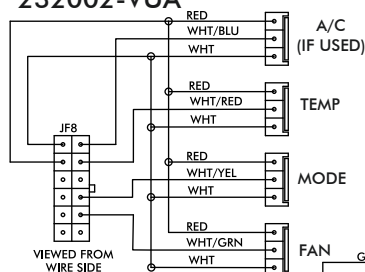 232002-VUA
RED
WHT/BLU
WHT
A/C
(IF USED)
RED
WHT/RED
WHT
TEMP
JF8
RED
WHT/YEL
WHT
MODE
RED
WHT/GRN
WHT
FAN
G
VIEWED FROM
WIRE SIDE